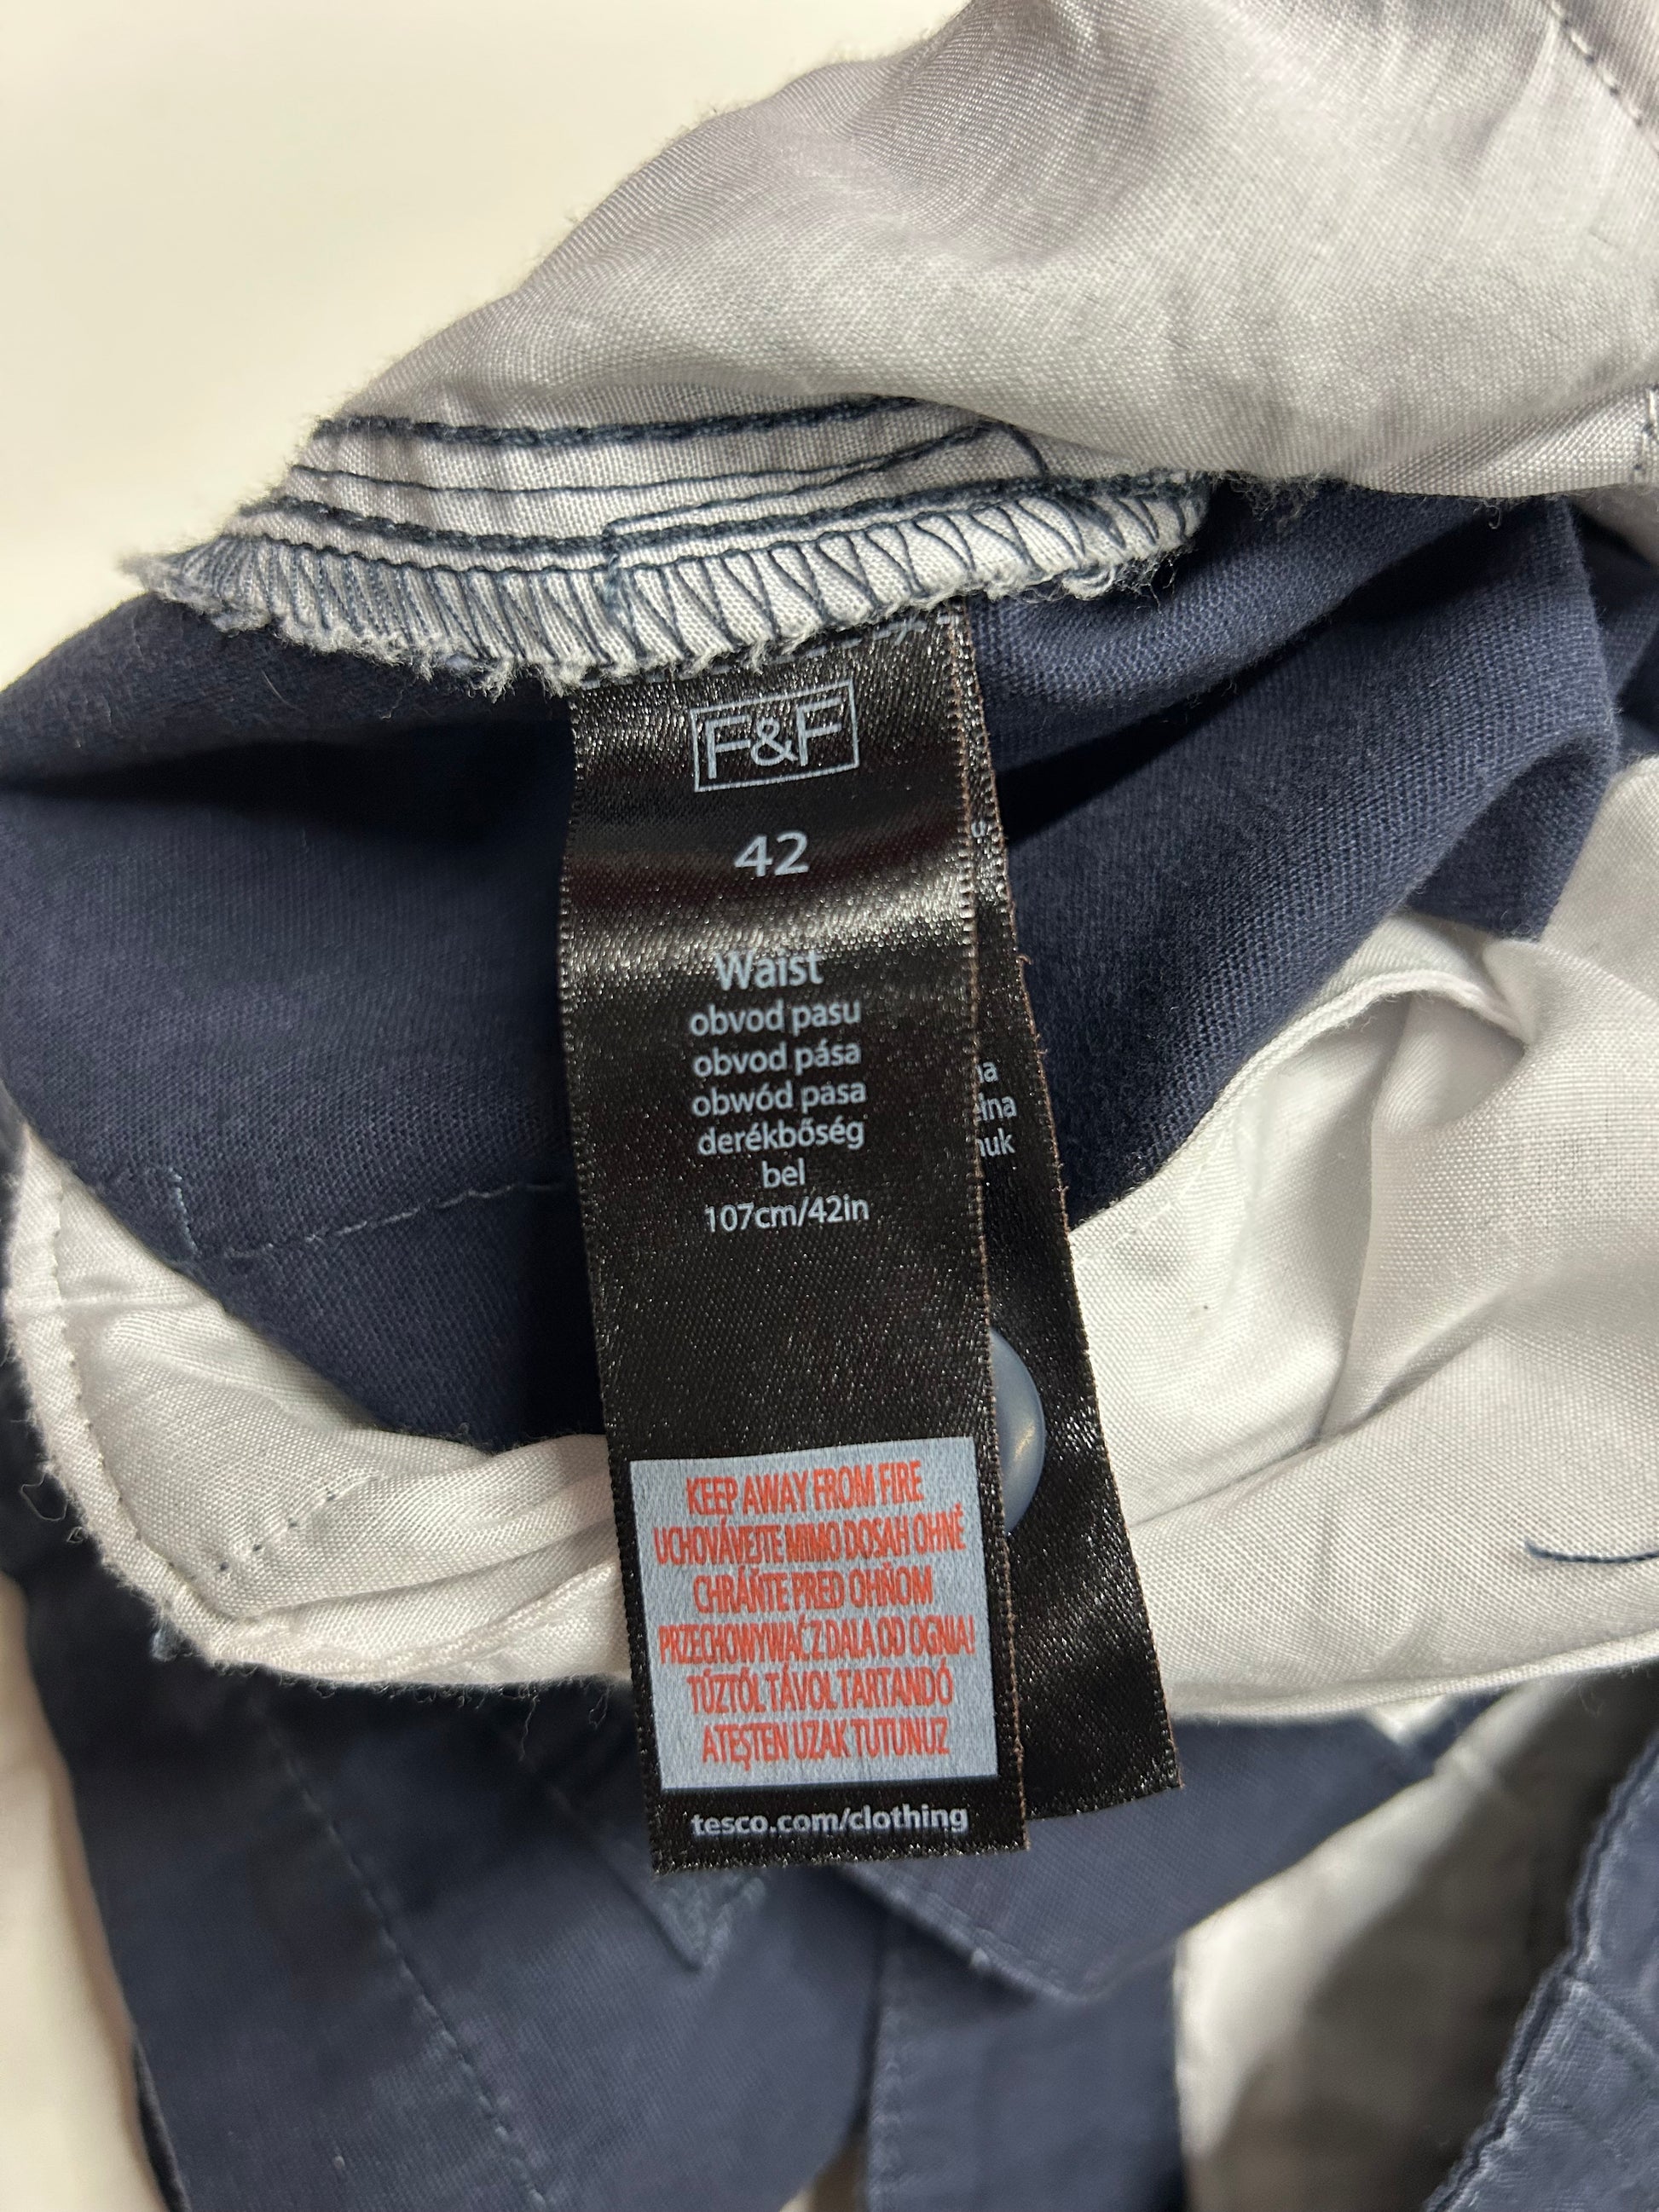 F&F
42
Waist
obvod pasu
obvod pása
obwód pasa
derékbőség
bel
107cm/42in
KEEP AWAY FROM FIRE
UCHOVÁVEJTE MIMO DOSAH OHNĚ
CHRÁŇTE PRED OHŇOM
PRZECHOWYWAĆ Z DALA OD OGNIA!
TŰZTŐL TÁVOL TARTANDÓ
ATEŞTEN UZAK TUTUNUZ
tesco.com/clothing